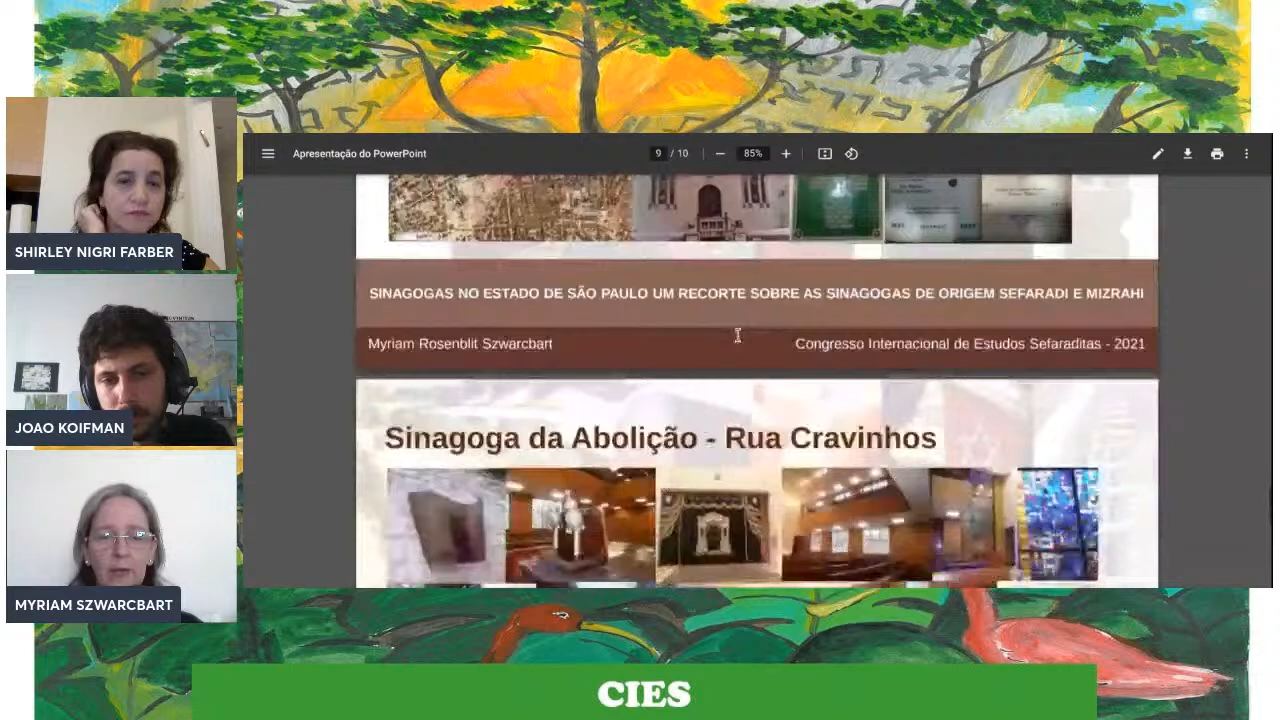 SHIRLEY NIGRI FARBER
JOAO KOIFMAN
MYRIAM SZWARCBART
Apresentação do PowerPoint
9 / 10
85%
SINAGOGAS NO ESTADO DE SÃO PAULO UM RECORTE SOBRE AS SINAGOGAS DE ORIGEM SEFARADI E MIZRAHI
Myriam Rosenblit Szwarcbart
Congresso Internacional de Estudos Sefaraditas - 2021
Sinagoga da Abolição - Rua Cravinhos
CIES